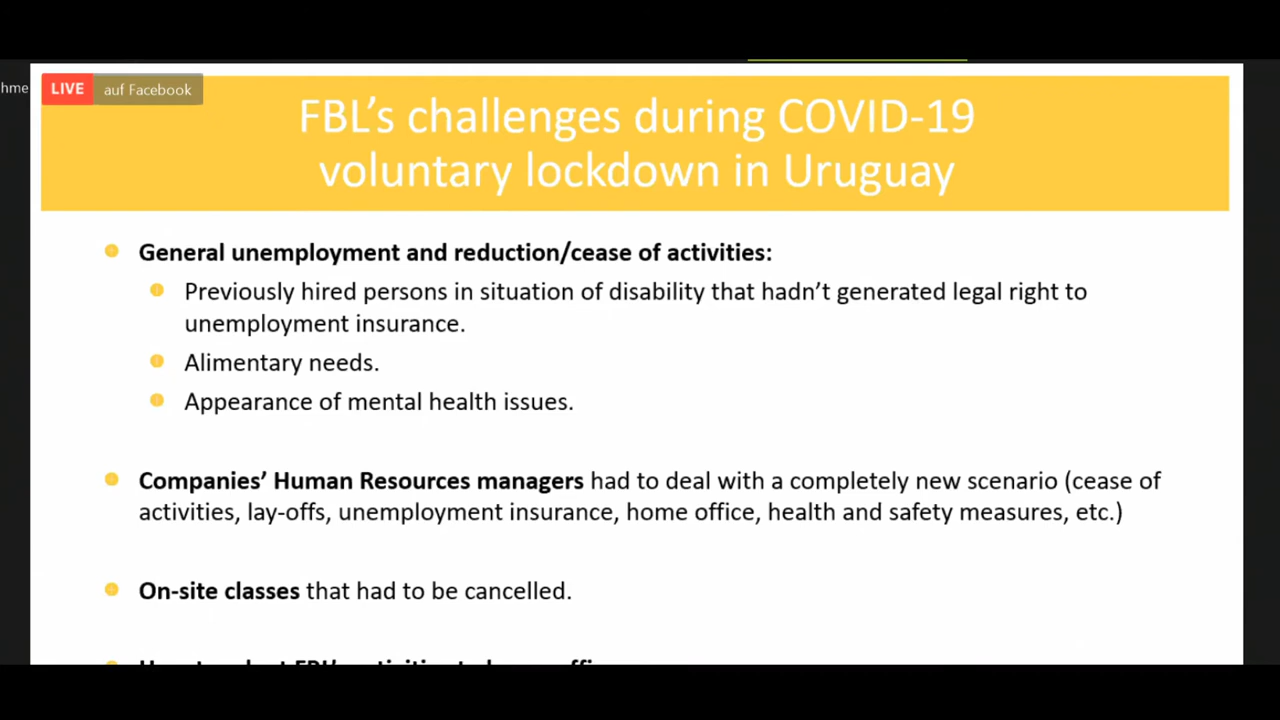 hme
LIVE auf Facebook
FBL's challenges during COVID-19
voluntary lockdown in Uruguay
General unemployment and reduction/cease of activities:
Previously hired persons in situation of disability that hadn't generated legal right to
unemployment insurance.
Alimentary needs.
Appearance of mental health issues.
Companies' Human Resources managers had to deal with a completely new scenario (cease of
activities, lay-offs, unemployment insurance, home office, health and safety measures, etc.)
On-site classes that had to be cancelled.